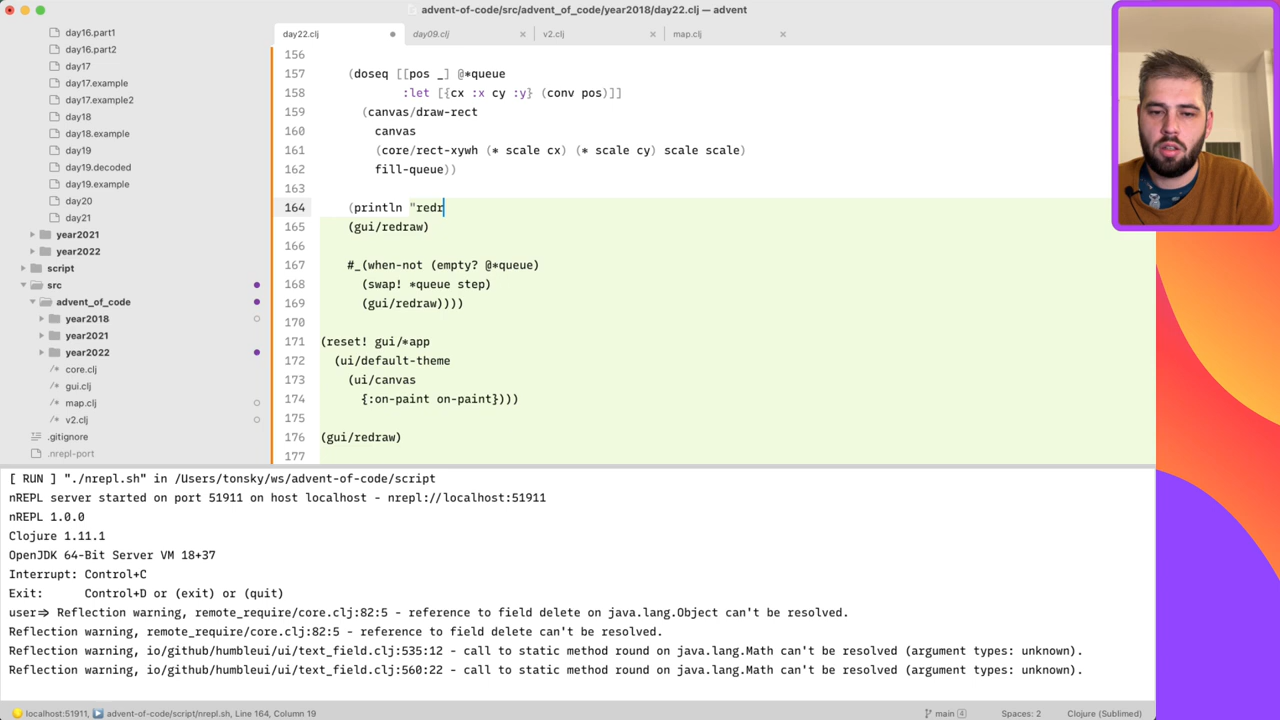 advent-of-code/src/advent_of_code/year2018/day22.clj — advent
day22.clj
day09.clj
v2.clj
map.clj
day16.part1
day16.part2
day17
day17.example
day17.example2
day18
day18.example
day19
day19.decoded
day19.example
day20
day21
year2021
year2022
script
src
advent_of_code
year2018
year2021
year2022
core.clj
gui.clj
map.clj
v2.clj
.gitignore
.nrepl-port
156
157 (doseq [[pos _] @*queue
158 :let [{cx :x cy :y} (conv pos)]]
159 (canvas/draw-rect
160 canvas
161 (core/rect-xywh (* scale cx) (* scale cy) scale scale)
162 fill-queue))
163
164 (println "redr
165 (gui/redraw)
166
167 #_(when-not (empty? @*queue)
168 (swap! *queue step)
169 (gui/redraw))))
170
171 (reset! gui/*app
172 (ui/default-theme
173 (ui/canvas
174 {:on-paint on-paint})))
175
176 (gui/redraw)
177
[ RUN ] "./nrepl.sh" in /Users/tonsky/ws/advent-of-code/script
nREPL server started on port 51911 on host localhost - nrepl://localhost:51911
nREPL 1.0.0
Clojure 1.11.1
OpenJDK 64-Bit Server VM 18+37
Interrupt: Control+C
Exit: Control+D or (exit) or (quit)
user=> Reflection warning, remote_require/core.clj:82:5 - reference to field delete on java.lang.Object can't be resolved.
Reflection warning, remote_require/core.clj:82:5 - reference to field delete can't be resolved.
Reflection warning, io/github/humbleui/ui/text_field.clj:535:12 - call to static method round on java.lang.Math can't be resolved (argument types: unknown).
Reflection warning, io/github/humbleui/ui/text_field.clj:560:22 - call to static method round on java.lang.Math can't be resolved (argument types: unknown).
localhost:51911, advent-of-code/script/nrepl.sh, Line 164, Column 19
main 4
Spaces: 2
Clojure (Sublimed)